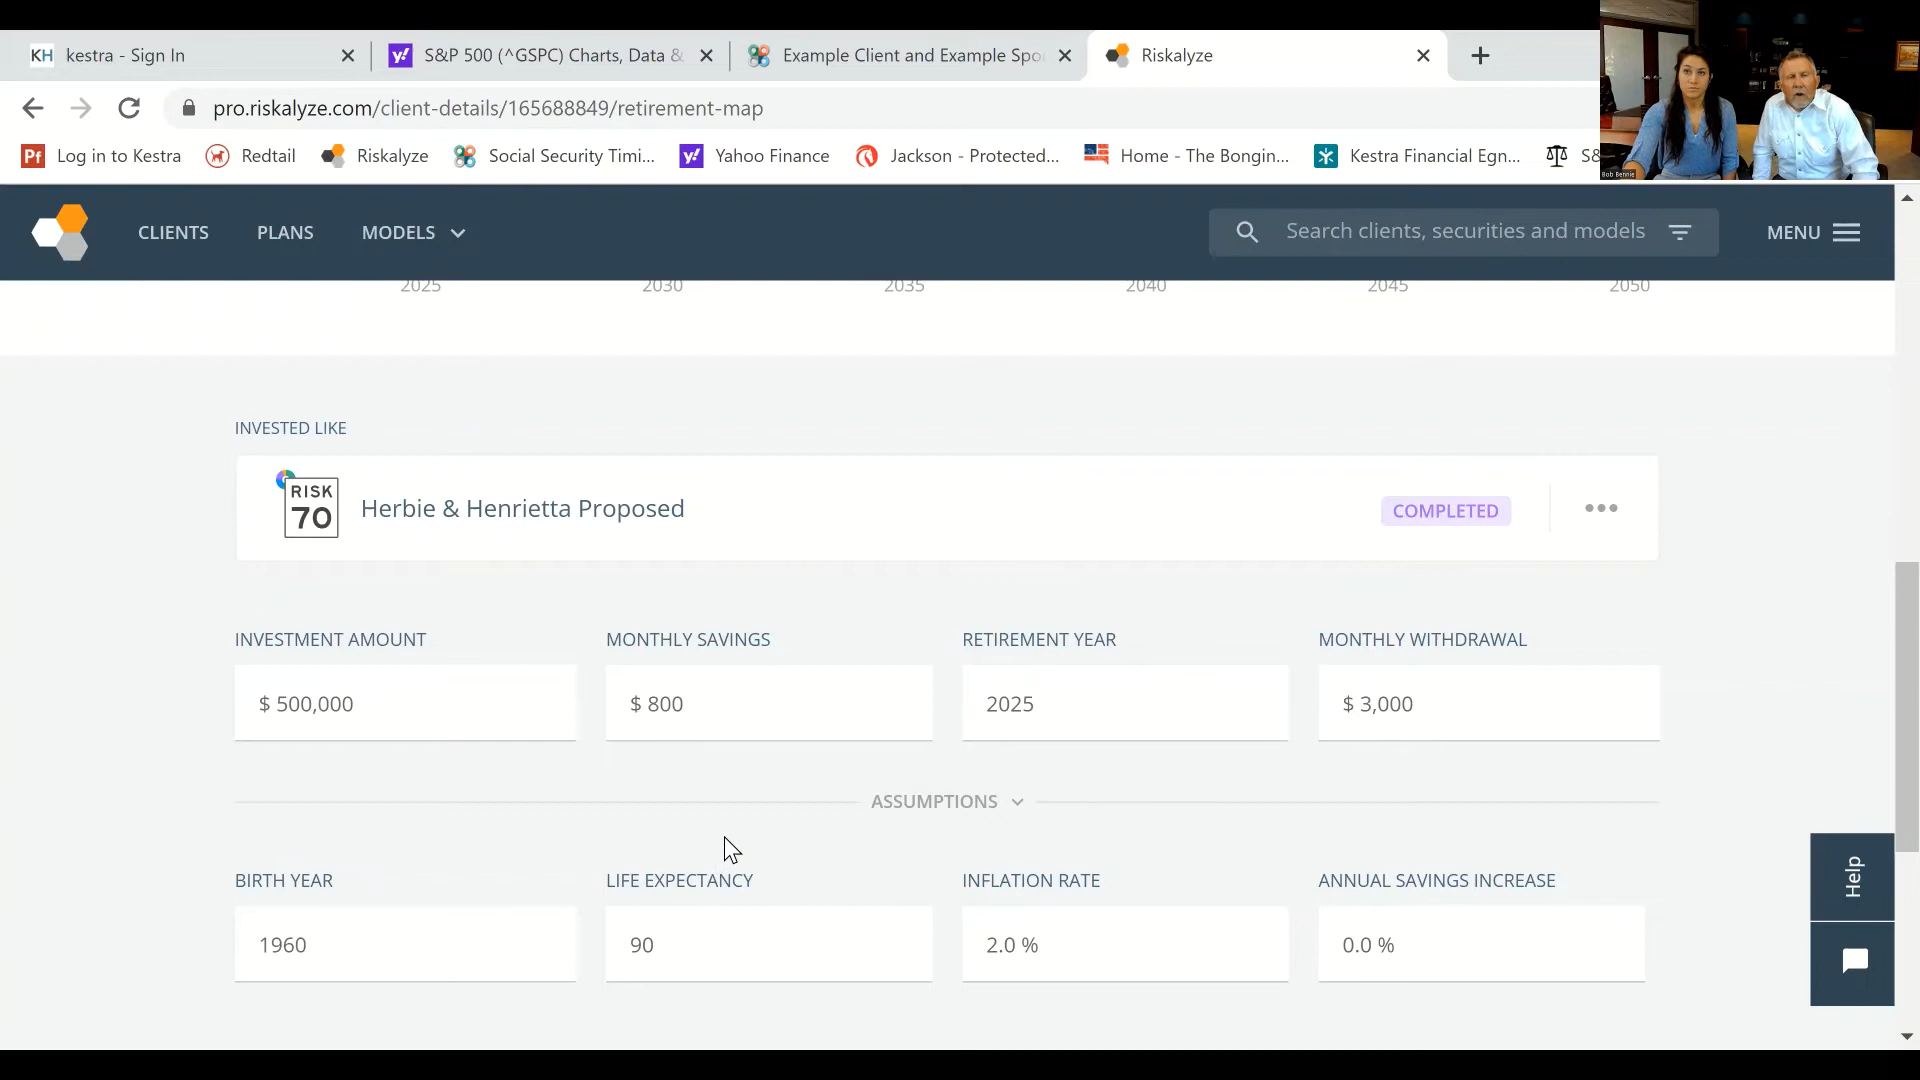 KH kestra - Sign In
y! S&P 500 (^GSPC) Charts, Data &
Example Client and Example Spo
Riskalyze
pro.riskalyze.com/client-details/165688849/retirement-map
Pf Log in to Kestra
Redtail
Riskalyze
Social Security Timi...
y! Yahoo Finance
Jackson - Protected...
Home - The Bongin...
Kestra Financial Egn...
S&
Bob Bennie
CLIENTS
PLANS
MODELS
Search clients, securities and models
MENU
2025 2030 2035 2040 2045 2050
INVESTED LIKE
RISK
70
Herbie & Henrietta Proposed
COMPLETED
INVESTMENT AMOUNT MONTHLY SAVINGS RETIREMENT YEAR MONTHLY WITHDRAWAL
$ 500,000 $ 800 2025 $ 3,000
ASSUMPTIONS
BIRTH YEAR LIFE EXPECTANCY INFLATION RATE ANNUAL SAVINGS INCREASE
1960 90 2.0 % 0.0 %
Help